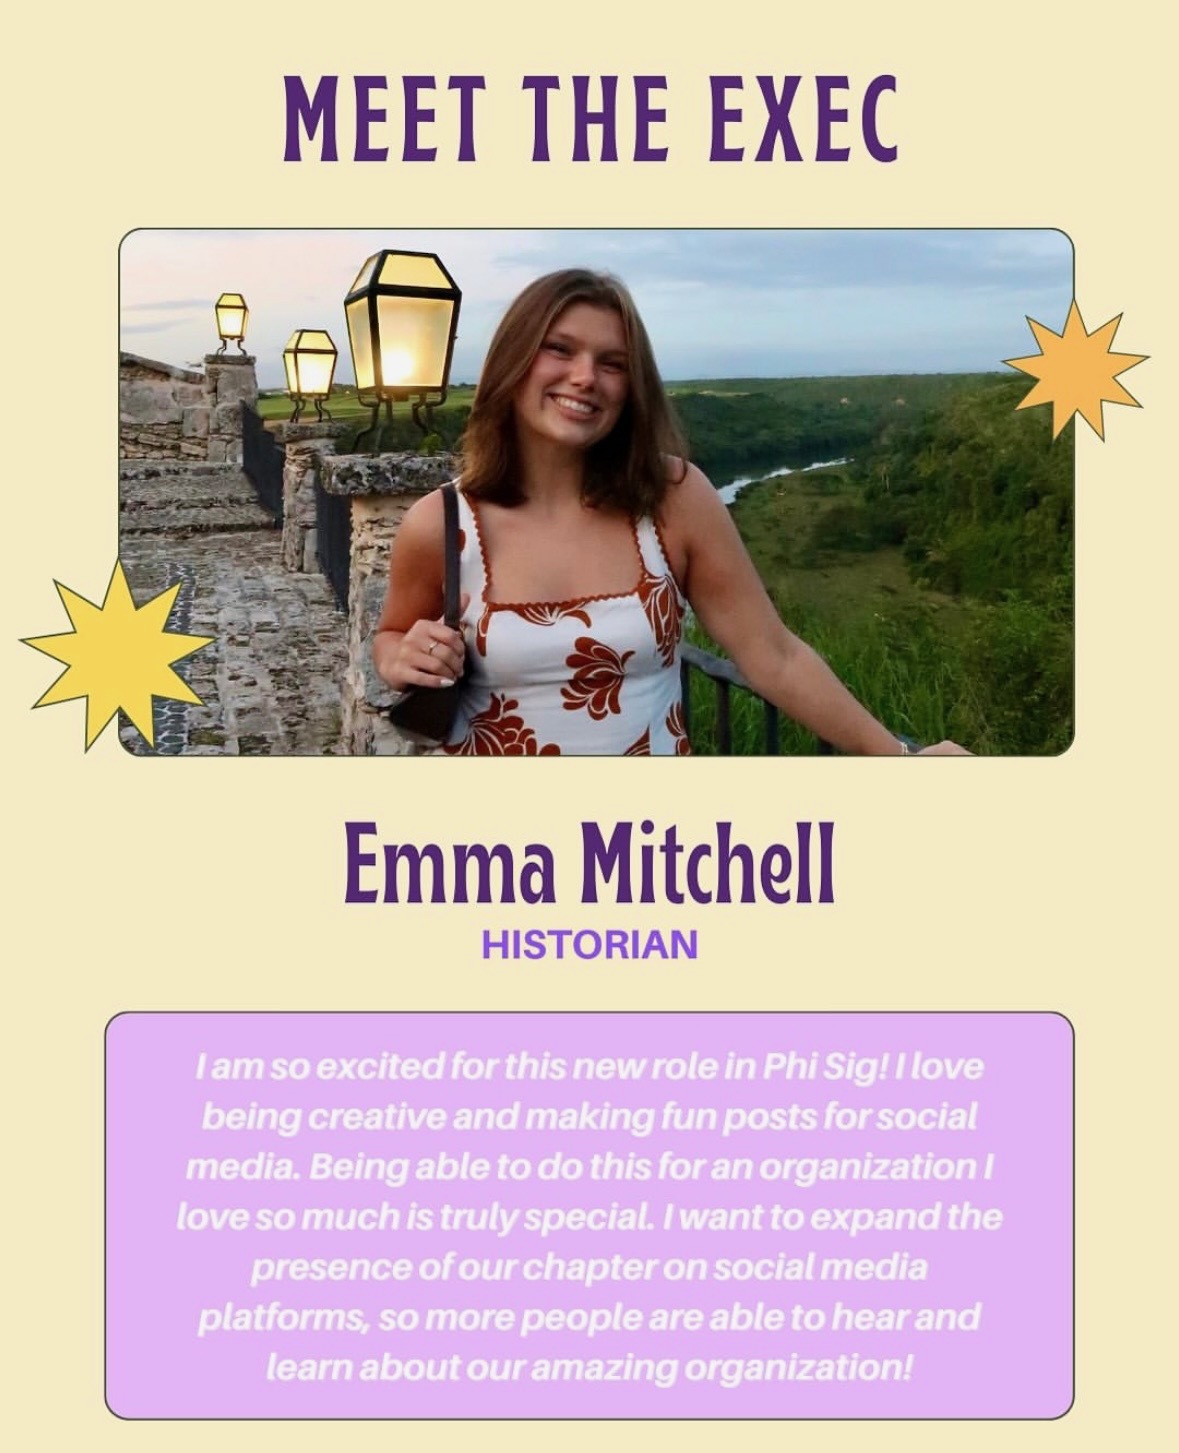 MEET THE EXEC
Emma Mitchell
HISTORIAN
I am so excited for this new role in Phi Sig! I love
being creative and making fun posts for social
media. Being able to do this for an organization I
love so much is truly special. I want to expand the
presence of our chapter on social media
platforms, so more people are able to hear and
learn about our amazing organization!